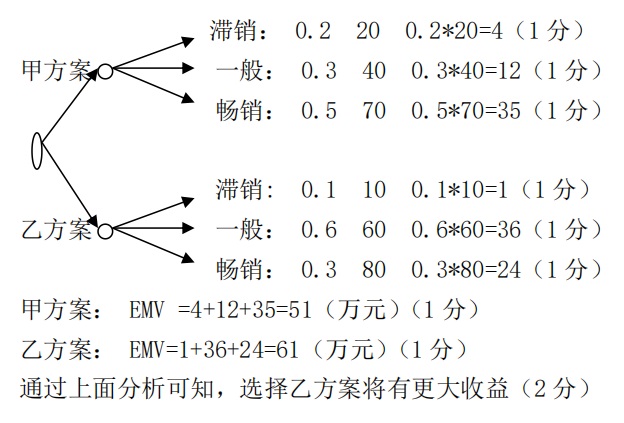 滞销： 0.2 20 0.2*20=4（1分）
甲方案 一般： 0.3 40 0.3*40=12（1分）
畅销： 0.5 70 0.5*70=35（1分）
滞销: 0.1 10 0.1*10=1（1分）
乙方案 一般： 0.6 60 0.6*60=36（1分）
畅销： 0.3 80 0.3*80=24（1分）
甲方案： EMV =4+12+35=51（万元）（1分）
乙方案： EMV=1+36+24=61（万元）（1分）
通过上面分析可知，选择乙方案将有更大收益（2分）